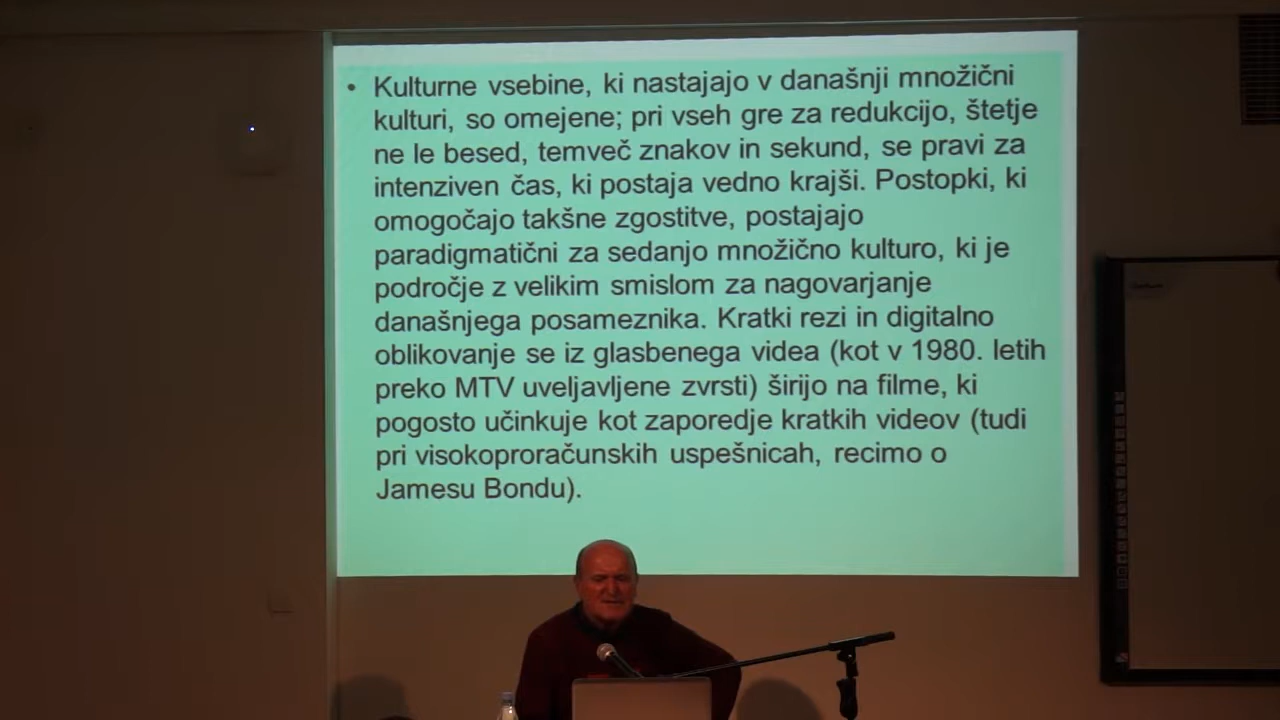 • Kulturne vsebine, ki nastajajo v današnji množični
kulturi, so omejene; pri vseh gre za redukcijo, štetje
ne le besed, temveč znakov in sekund, se pravi za
intenziven čas, ki postaja vedno krajši. Postopki, ki
omogočajo takšne zgostitve, postajajo
paradigmatični za sedanjo množično kulturo, ki je
področje z velikim smislom za nagovarjanje
današnjega posameznika. Kratki rezi in digitalno
oblikovanje se iz glasbenega videa (kot v 1980. letih
preko MTV uveljavljene zvrsti) širijo na filme, ki
pogosto učinkuje kot zaporedje kratkih videov (tudi
pri visokoproračunskih uspešnicah, recimo o
Jamesu Bondu).